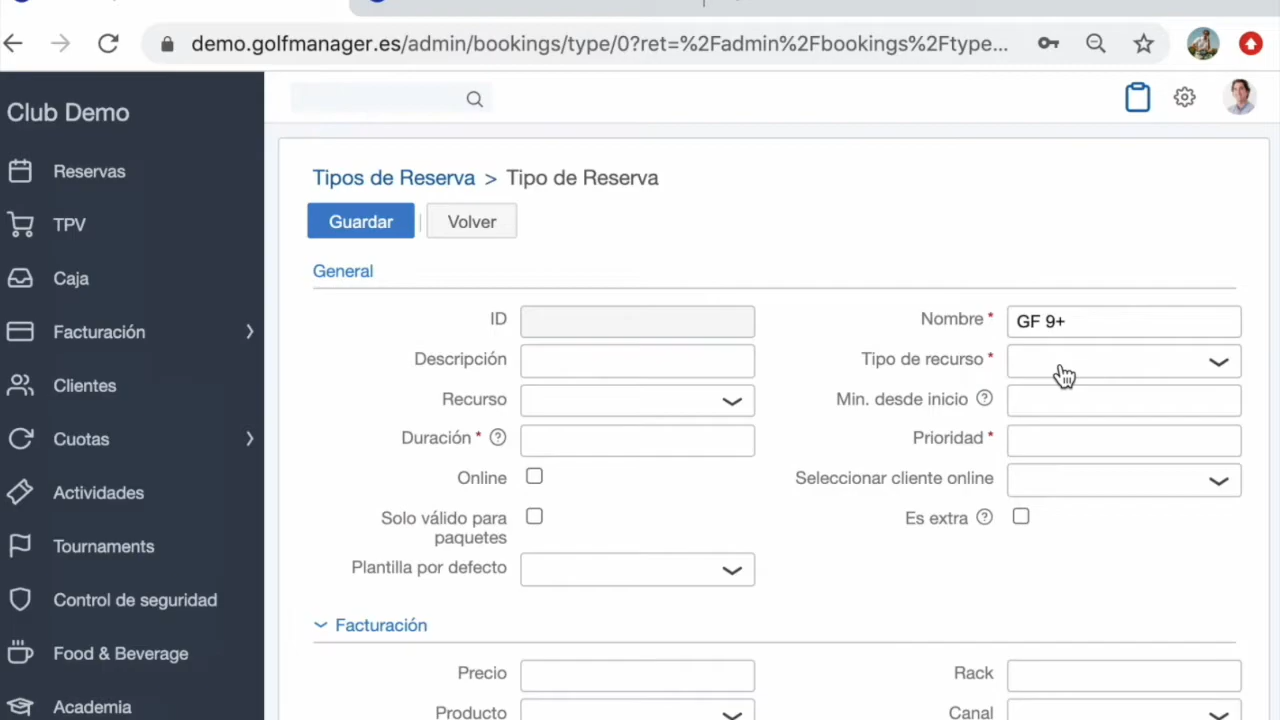 demo.golfmanager.es/admin/bookings/type/0?ret=%2Fadmin%2Fbookings%2Ftype...
Club Demo
Reservas
TPV
Caja
Facturación
Clientes
Cuotas
Actividades
Tournaments
Control de seguridad
Food & Beverage
Academia
Tipos de Reserva > Tipo de Reserva
Guardar | Volver
General
ID
Nombre * GF 9+
Descripción
Tipo de recurso *
Recurso
Min. desde inicio ?
Duración * ?
Prioridad *
Online
Seleccionar cliente online
Solo válido para
paquetes
Es extra ?
Plantilla por defecto
Facturación
Precio
Rack
Producto
Canal